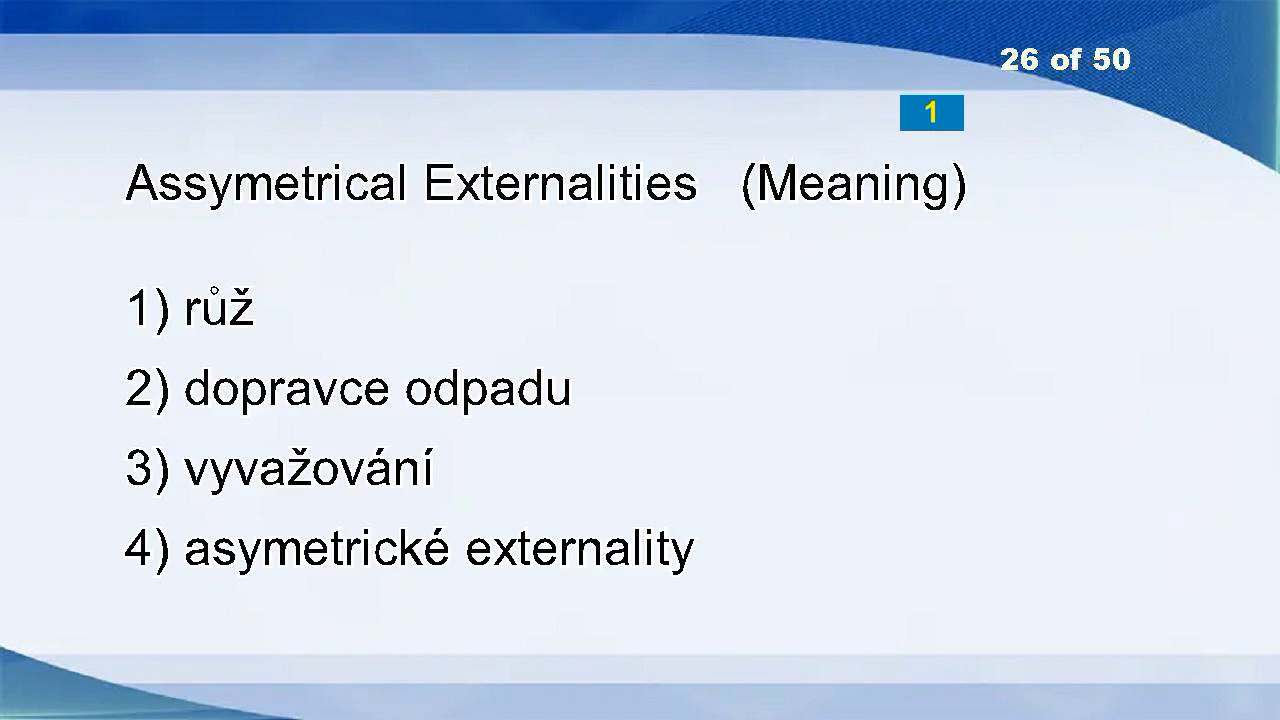 26 of 50
1
Assymetrical Externalities (Meaning)
1) růž
2) dopravce odpadu
3) vyvažování
4) asymetrické externality